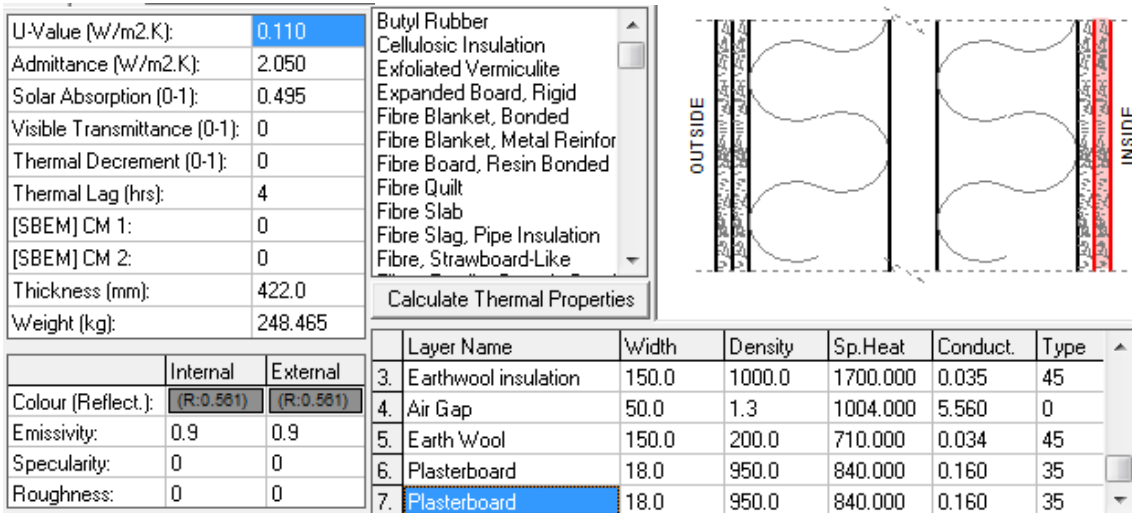 U-Value (W/m2.K): 0.110
Admittance (W/m2.K): 2.050
Solar Absorption (0-1): 0.495
Visible Transmittance (0-1): 0
Thermal Decrement (0-1): 0
Thermal Lag (hrs): 4
[SBEM] CM 1: 0
[SBEM] CM 2: 0
Thickness (mm): 422.0
Weight (kg): 248.465
Internal External
Colour (Reflect.): (R:0.561) (R:0.561)
Emissivity: 0.9 0.9
Specularity: 0 0
Roughness: 0 0
Butyl Rubber
Cellulosic Insulation
Exfoliated Vermiculite
Expanded Board, Rigid
Fibre Blanket, Bonded
Fibre Blanket, Metal Reinfor
Fibre Board, Resin Bonded
Fibre Quilt
Fibre Slab
Fibre Slag, Pipe Insulation
Fibre, Strawboard-Like
Calculate Thermal Properties
OUTSIDE
INSIDE
Layer Name Width Density Sp.Heat Conduct. Type
3. Earthwool insulation 150.0 1000.0 1700.000 0.035 45
4. Air Gap 50.0 1.3 1004.000 5.560 0
5. Earth Wool 150.0 200.0 710.000 0.034 45
6. Plasterboard 18.0 950.0 840.000 0.160 35
7. Plasterboard 18.0 950.0 840.000 0.160 35